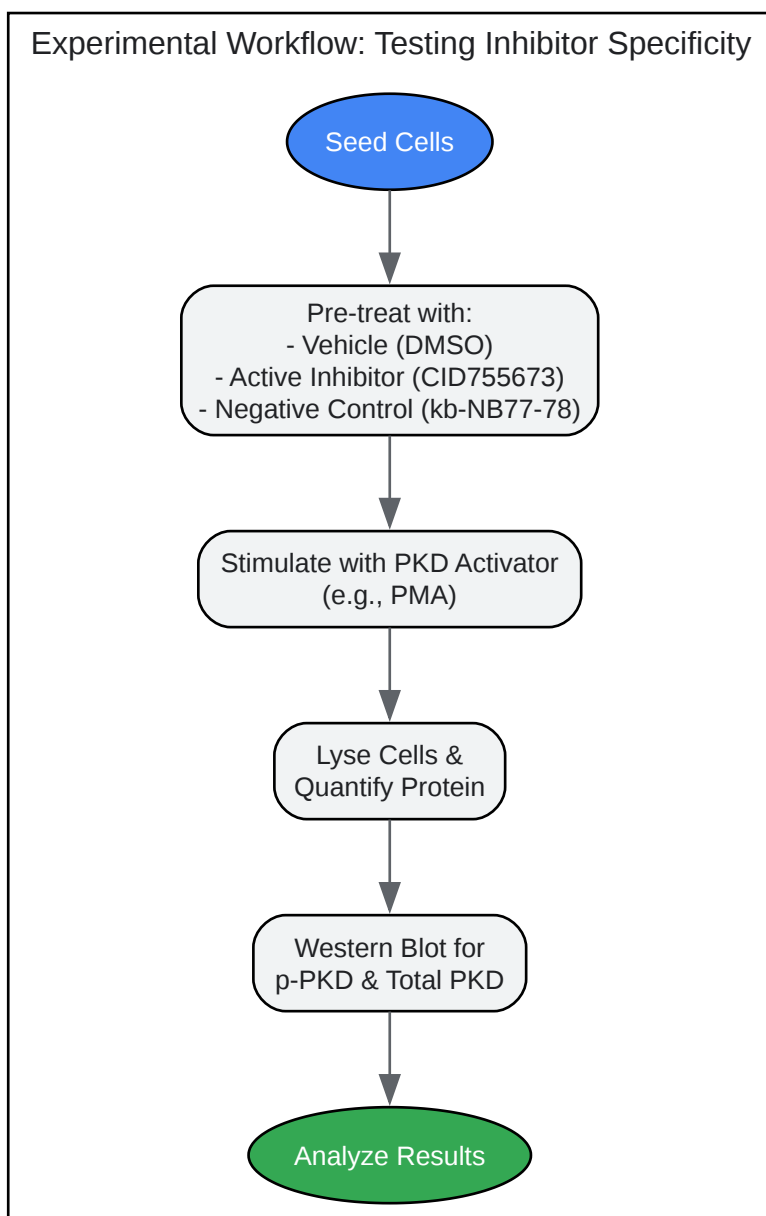 Experimental Workflow: Testing Inhibitor Specificity
Seed Cells
Pre-treat with:
- Vehicle (DMSO)
- Active Inhibitor (CID755673)
- Negative Control (kb-NB77-78)
Stimulate with PKD Activator
(e.g., PMA)
Lyse Cells &
Quantify Protein
Western Blot for
p-PKD & Total PKD
Analyze Results